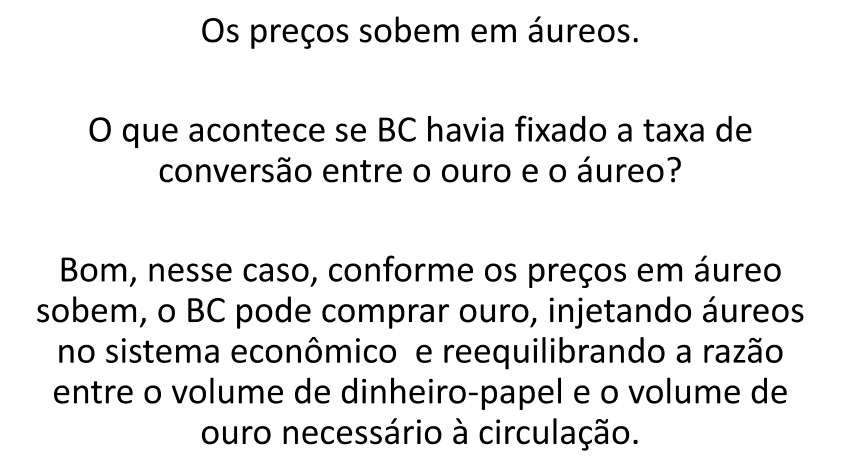 Os preços sobem em áureos.
O que acontece se BC havia fixado a taxa de
conversão entre o ouro e o áureo?
Bom, nesse caso, conforme os preços em áureo
sobem, o BC pode comprar ouro, injetando áureos
no sistema econômico  e reequilibrando a razão
entre o volume de dinheiro-papel e o volume de
ouro necessário à circulação.